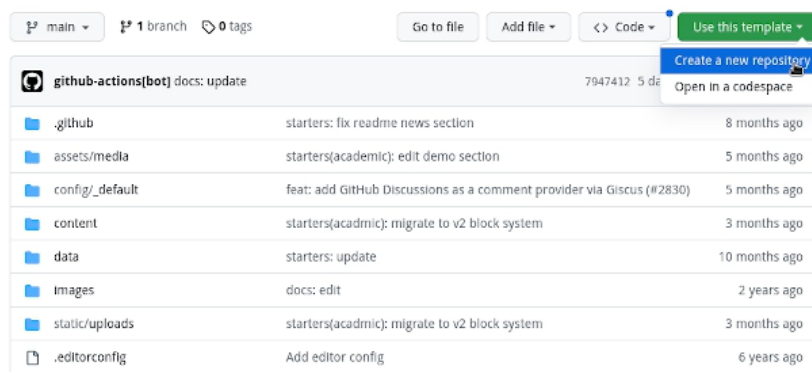 main 1 branch 0 tags Go to file Add file Code Use this template
Create a new repository
github-actions[bot] docs: update 7947412 5 da
Open in a codespace
.github starters: fix readme news section 8 months ago
assets/media starters(academic): edit demo section 5 months ago
config/_default feat: add GitHub Discussions as a comment provider via Giscus (#2830) 5 months ago
content starters(acadmic): migrate to v2 block system 3 months ago
data starters: update 10 months ago
images docs: edit 2 years ago
static/uploads starters(acadmic): migrate to v2 block system 3 months ago
.editorconfig Add editor config 6 years ago